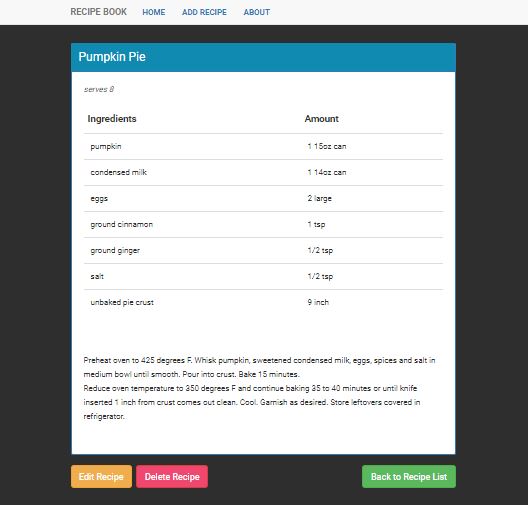 RECIPE BOOK HOME ADD RECIPE ABOUT
Pumpkin Pie
serves 8
Ingredients Amount
pumpkin 1 15oz can
condensed milk 1 14oz can
eggs 2 large
ground cinnamon 1 tsp
ground ginger 1/2 tsp
salt 1/2 tsp
unbaked pie crust 9 inch
Preheat oven to 425 degrees F. Whisk pumpkin, sweetened condensed milk, eggs, spices and salt in
medium bowl until smooth. Pour into crust. Bake 15 minutes.
Reduce oven temperature to 350 degrees F and continue baking 35 to 40 minutes or until knife
inserted 1 inch from crust comes out clean. Cool. Garnish as desired. Store leftovers covered in
refrigerator.
Edit Recipe Delete Recipe Back to Recipe List